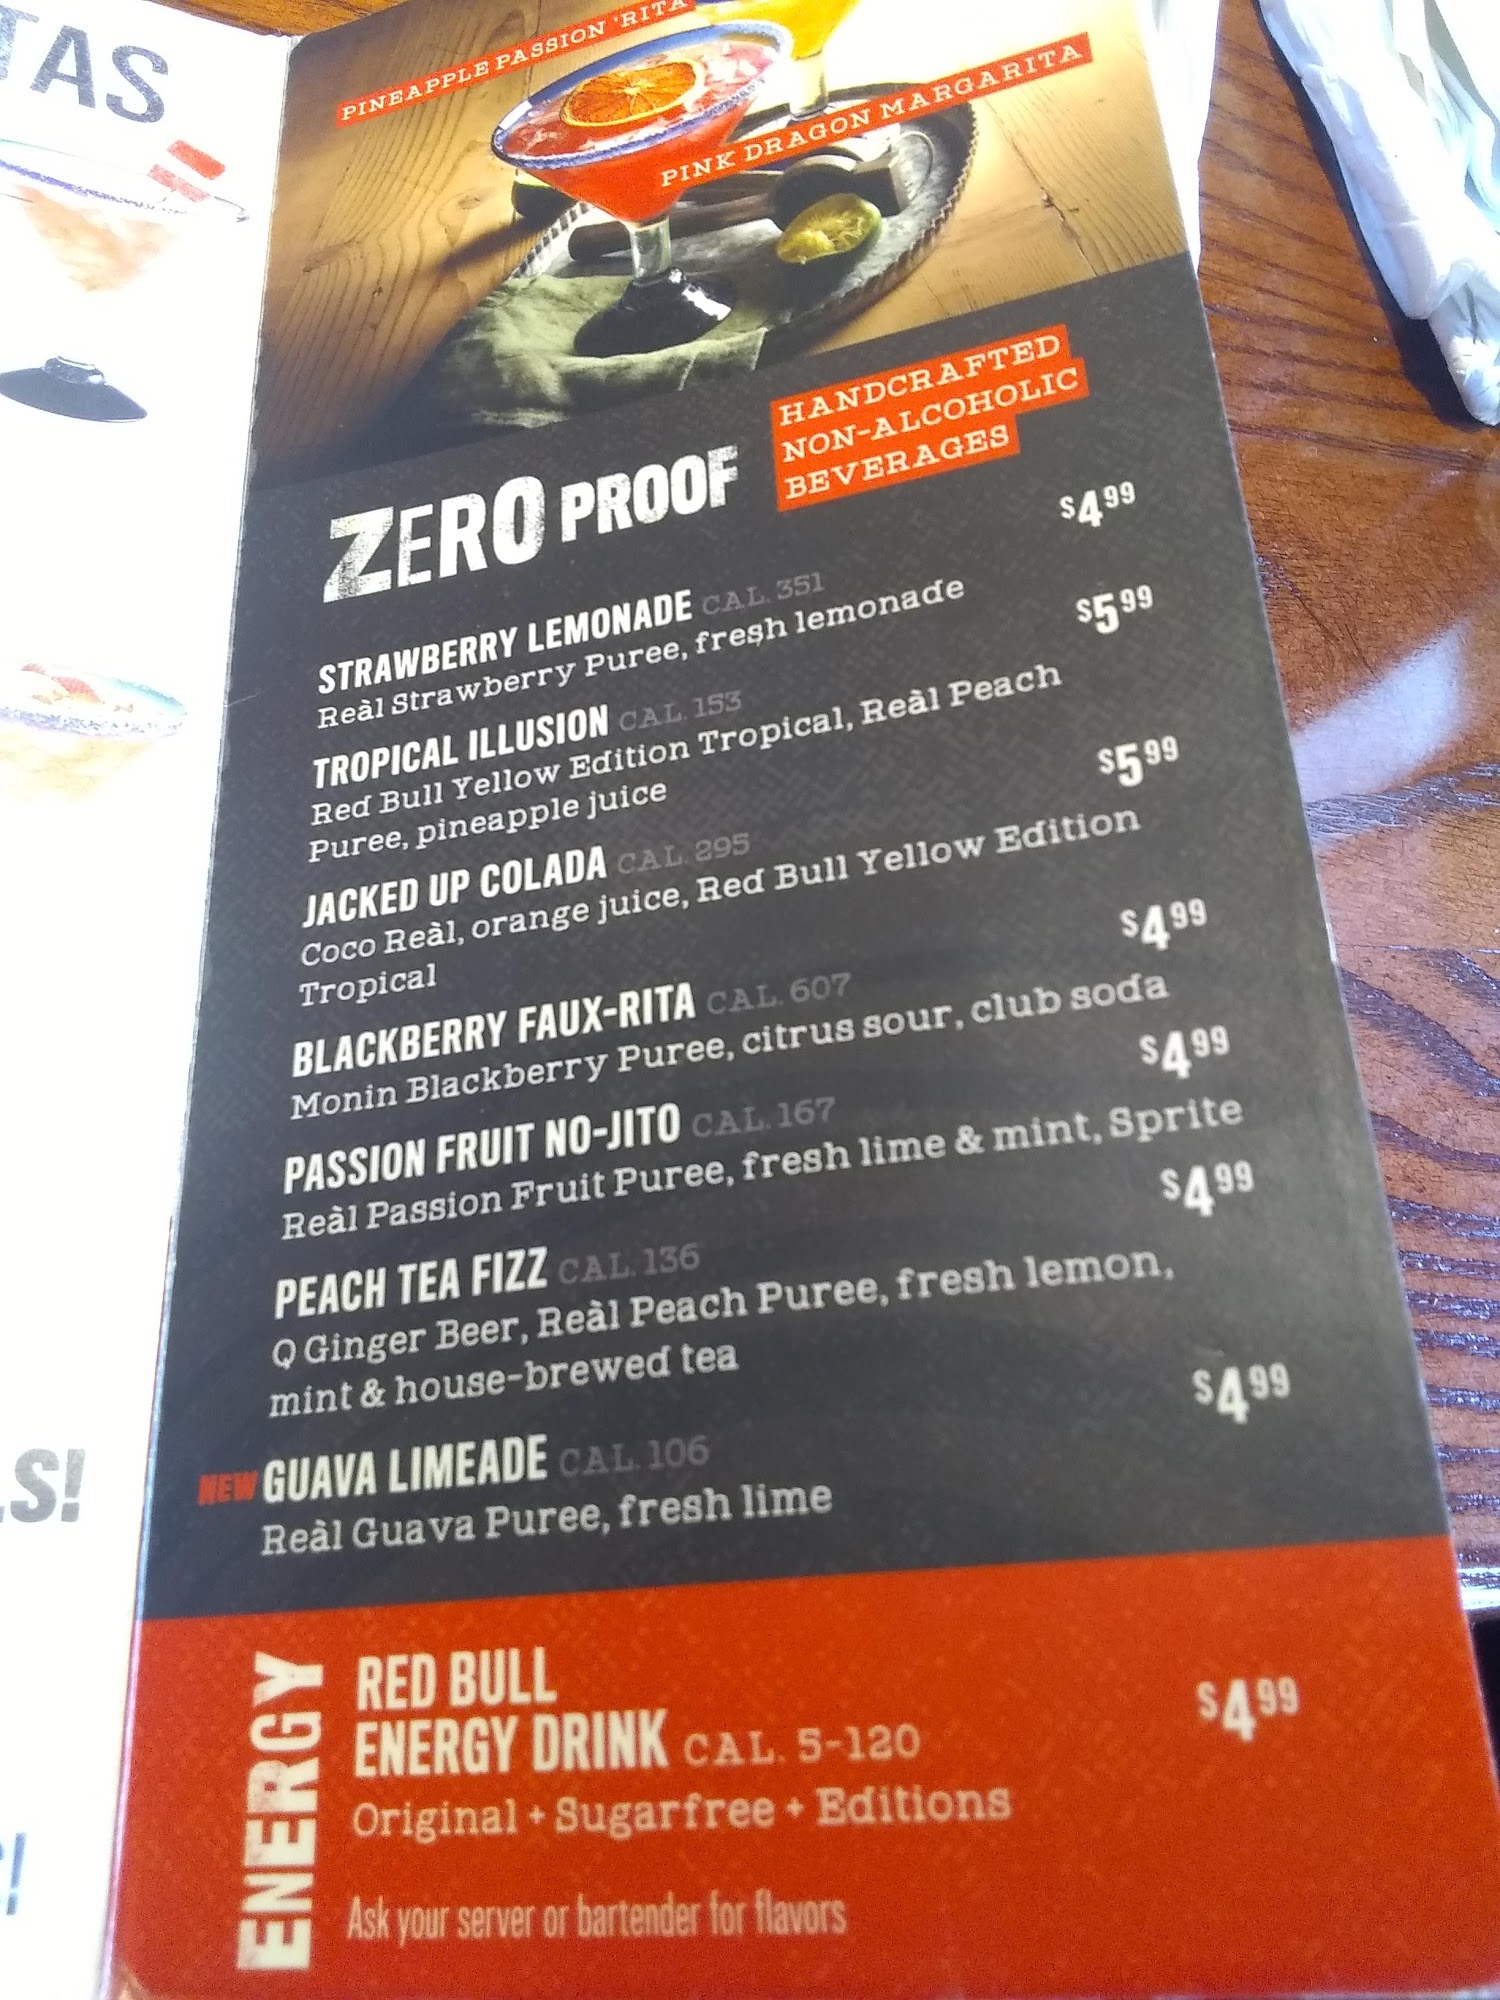 TAS
PINEAPPLE PASSION 'RITA
PINK DRAGON MARGARITA
HANDCRAFTED
NON-ALCOHOLIC
BEVERAGES
ZERO PROOF
$4.99
STRAWBERRY LEMONADE CAL. 351
Reàl Strawberry Puree, fresh lemonade
$5.99
TROPICAL ILLUSION CAL. 153
Red Bull Yellow Edition Tropical, Reàl Peach
Puree, pineapple juice
$5.99
JACKED UP COLADA CAL. 295
Coco Reàl, orange juice, Red Bull Yellow Edition
Tropical
$4.99
BLACKBERRY FAUX-RITA CAL. 607
Monin Blackberry Puree, citrus sour, club soda
$4.99
PASSION FRUIT NO-JITO CAL. 167
Reàl Passion Fruit Puree, fresh lime & mint, Sprite
$4.99
PEACH TEA FIZZ CAL. 136
Q Ginger Beer, Reàl Peach Puree, fresh lemon,
mint & house-brewed tea
$4.99
NEW GUAVA LIMEADE CAL. 106
Reàl Guava Puree, fresh lime
LS!
ENERGY
RED BULL
ENERGY DRINK CAL. 5-120
$4.99
Original + Sugarfree + Editions
Ask your server or bartender for flavors